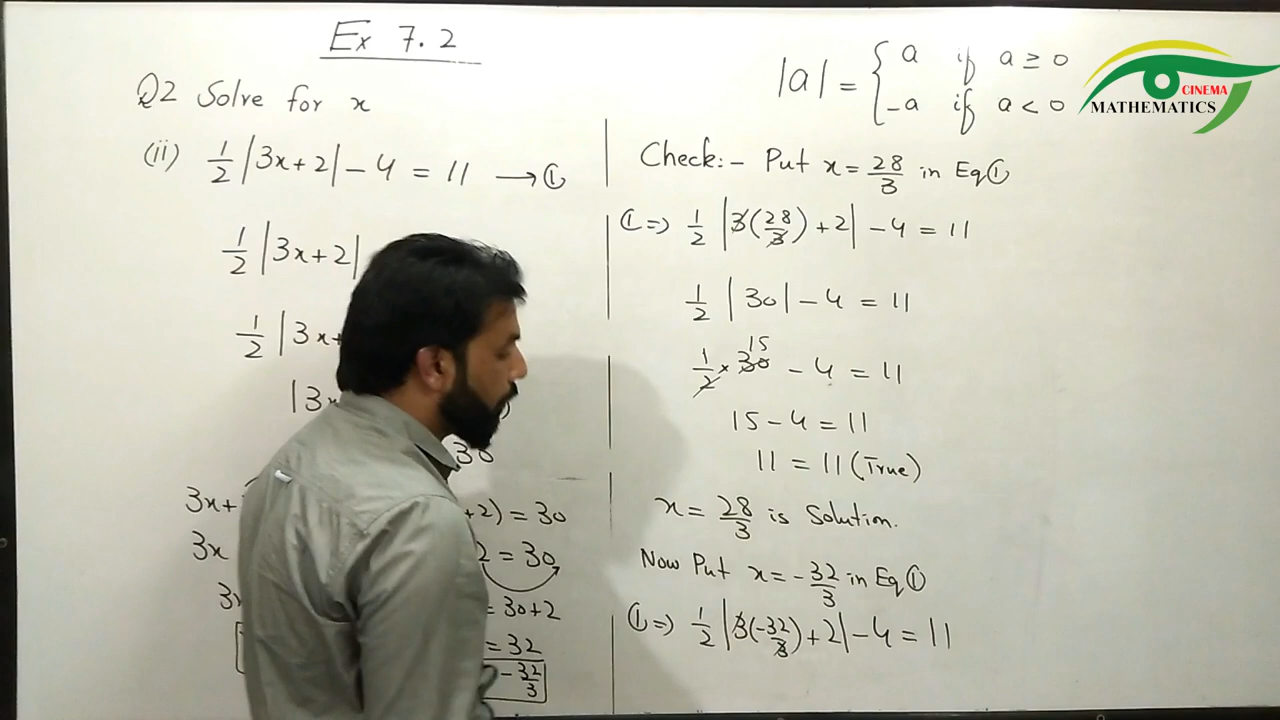 Ex 7.2
Q2 Solve for x
(ii) 1/2 |3x+2| - 4 = 11 → ①
1/2 |3x+2|
1/2 |3x+
|3x
30
3x+
+2) = 30
3x
2 = 30
3x
= 30+2
= 32
- 32/3
|a| = { a if a ≥ 0
-a if a < 0
CINEMA
MATHEMATICS
Check:- Put x = 28/3 in Eq①
①=> 1/2 |3(28/3)+2| - 4 = 11
1/2 |30| - 4 = 11
1/2 × 30 15 - 4 = 11
15 - 4 = 11
11 = 11 (True)
x = 28/3 is Solution.
Now Put x = -32/3 in Eq①
①=> 1/2 |3(-32/3)+2| - 4 = 11